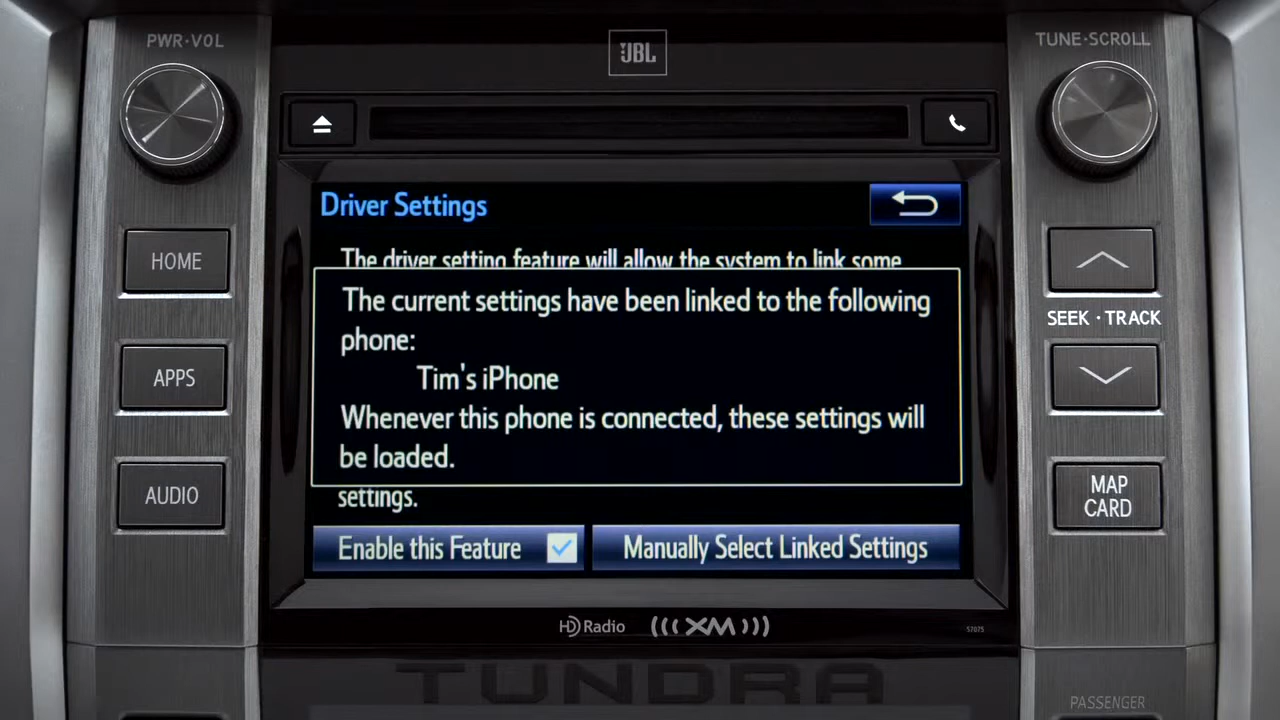 PWR·VOL
JBL
TUNE·SCROLL
Driver Settings
The driver setting feature will allow the system to link some
HOME
The current settings have been linked to the following
phone:
SEEK · TRACK
APPS
Tim's iPhone
Whenever this phone is connected, these settings will
be loaded.
AUDIO
settings.
MAP
CARD
Enable this Feature
Manually Select Linked Settings
HD Radio
(((XM)))
57075
TUNDRA
PASSENGER